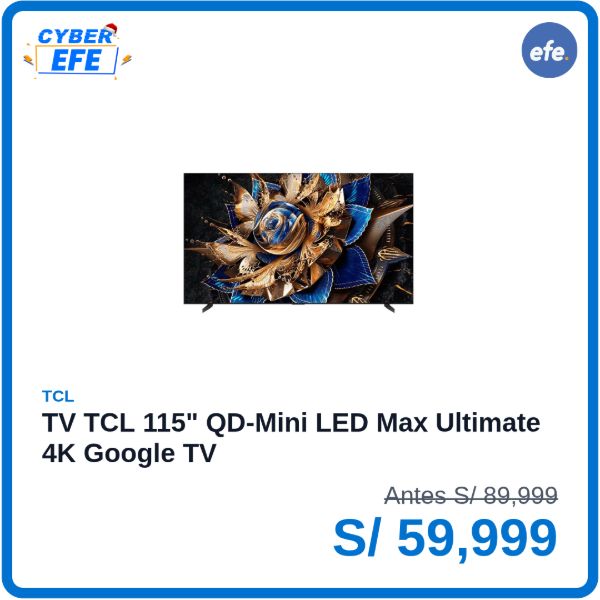 CYBER
EFE
efe.
TCL
TV TCL 115" QD-Mini LED Max Ultimate
4K Google TV
Antes S/ 89,999
S/ 59,999